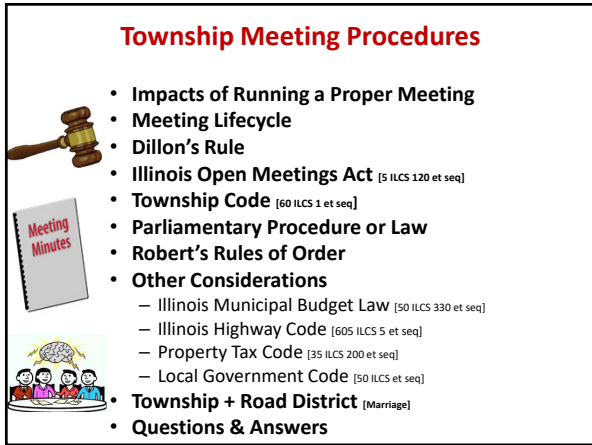 Township Meeting Procedures
• Impacts of Running a Proper Meeting
• Meeting Lifecycle
• Dillon's Rule
• Illinois Open Meetings Act [5 ILCS 120 et seq]
• Township Code [60 ILCS 1 et seq]
• Parliamentary Procedure or Law
• Robert's Rules of Order
• Other Considerations
– Illinois Municipal Budget Law [50 ILCS 330 et seq]
– Illinois Highway Code [605 ILCS 5 et seq]
– Property Tax Code [35 ILCS 200 et seq]
– Local Government Code [50 ILCS et seq]
• Township + Road District [Marriage]
• Questions & Answers
Meeting
Minutes